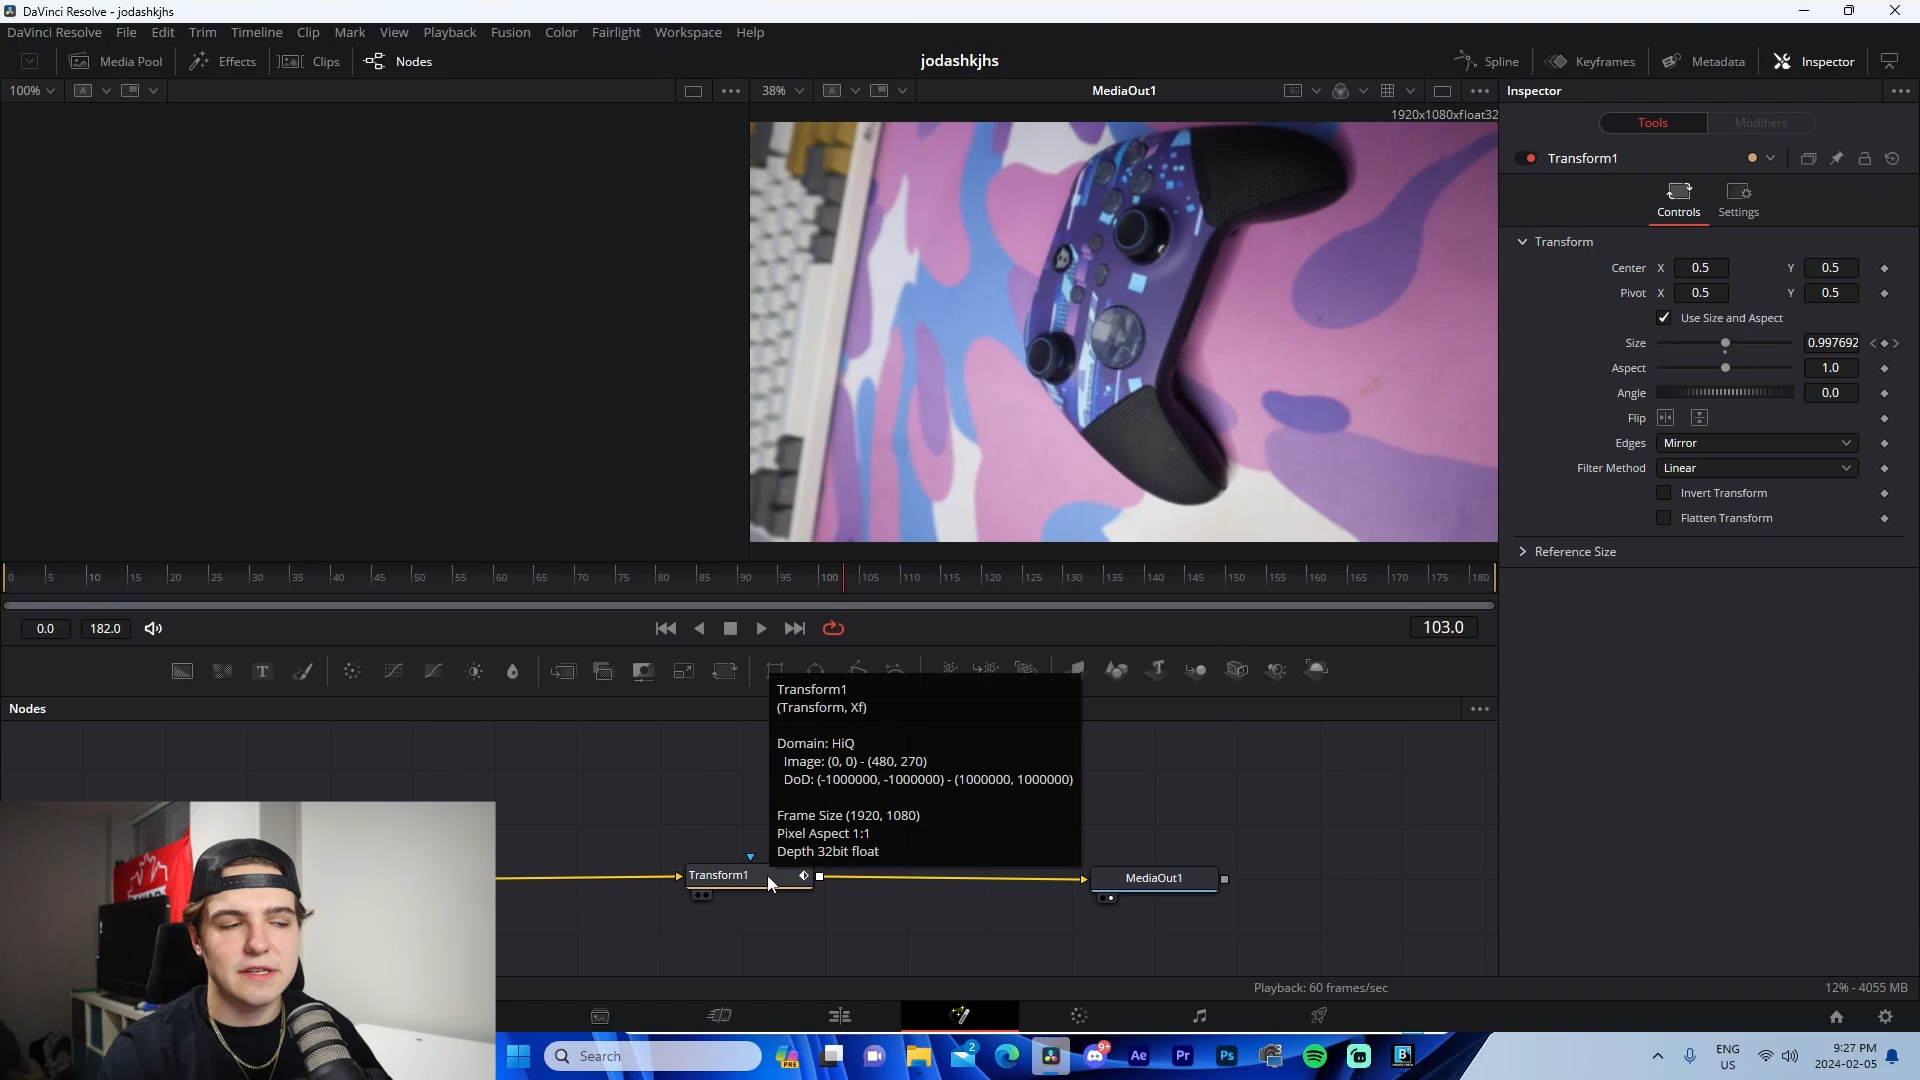 DaVinci Resolve - jodashkjhs
DaVinci Resolve File Edit Trim Timeline Clip Mark View Playback Fusion Color Fairlight Workspace Help
Media Pool Effects Clips Nodes jodashkjhs Spline Keyframes Metadata Inspector
100% A 38% A MediaOut1 Inspector
1920x1080xfloat32
Tools Modifiers
Transform1
Controls Settings
Transform
Center X 0.5 Y 0.5
Pivot X 0.5 Y 0.5
Use Size and Aspect
Size 0.997692
Aspect 1.0
Angle 0.0
Flip
Edges Mirror
Filter Method Linear
Invert Transform
Flatten Transform
Reference Size
0 5 10 15 20 25 30 35 40 45 50 55 60 65 70 75 80 85 90 95 100 105 110 115 120 125 130 135 140 145 150 155 160 165 170 175 180
0.0 182.0 103.0
T
Nodes
Transform1
(Transform, Xf)
Domain: HiQ
Image: (0, 0) - (480, 270)
DoD: (-1000000, -1000000) - (1000000, 1000000)
Frame Size (1920, 1080)
Pixel Aspect 1:1
Depth 32bit float
Transform1
MediaOut1
Playback: 60 frames/sec 12% - 4055 MB
Search PRE 2 9+ Ae Pr Ps
ENG
US
9:27 PM
2024-02-05